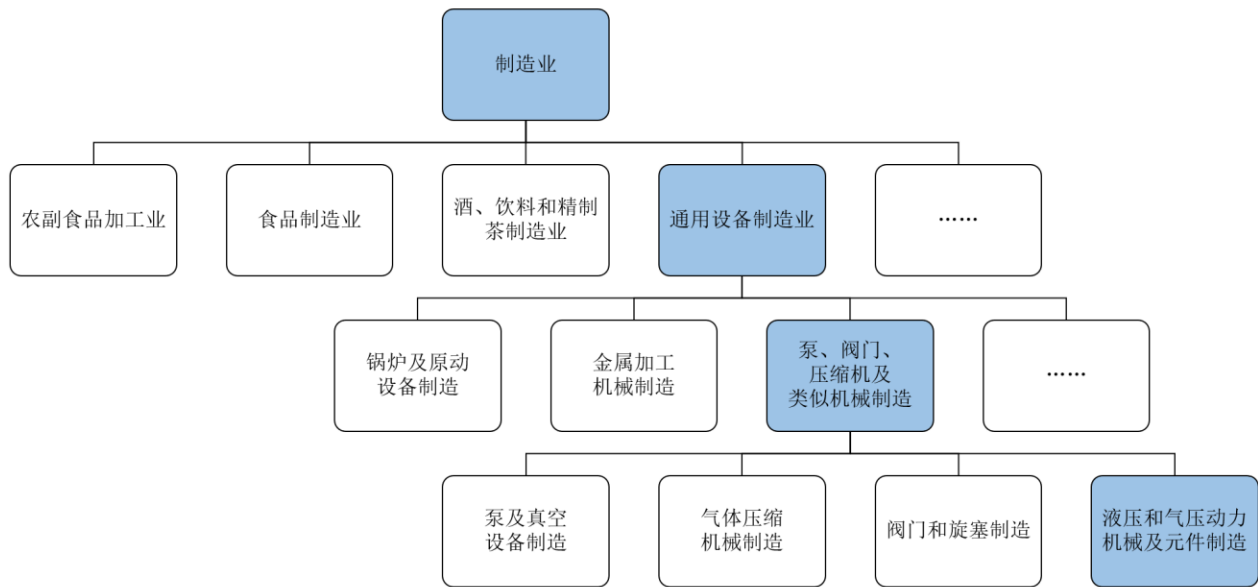 制造业
农副食品加工业
食品制造业
酒、饮料和精制
茶制造业
通用设备制造业
……
锅炉及原动
设备制造
金属加工
机械制造
泵、阀门、
压缩机及
类似机械制造
……
泵及真空
设备制造
气体压缩
机械制造
阀门和旋塞制造
液压和气压动力
机械及元件制造